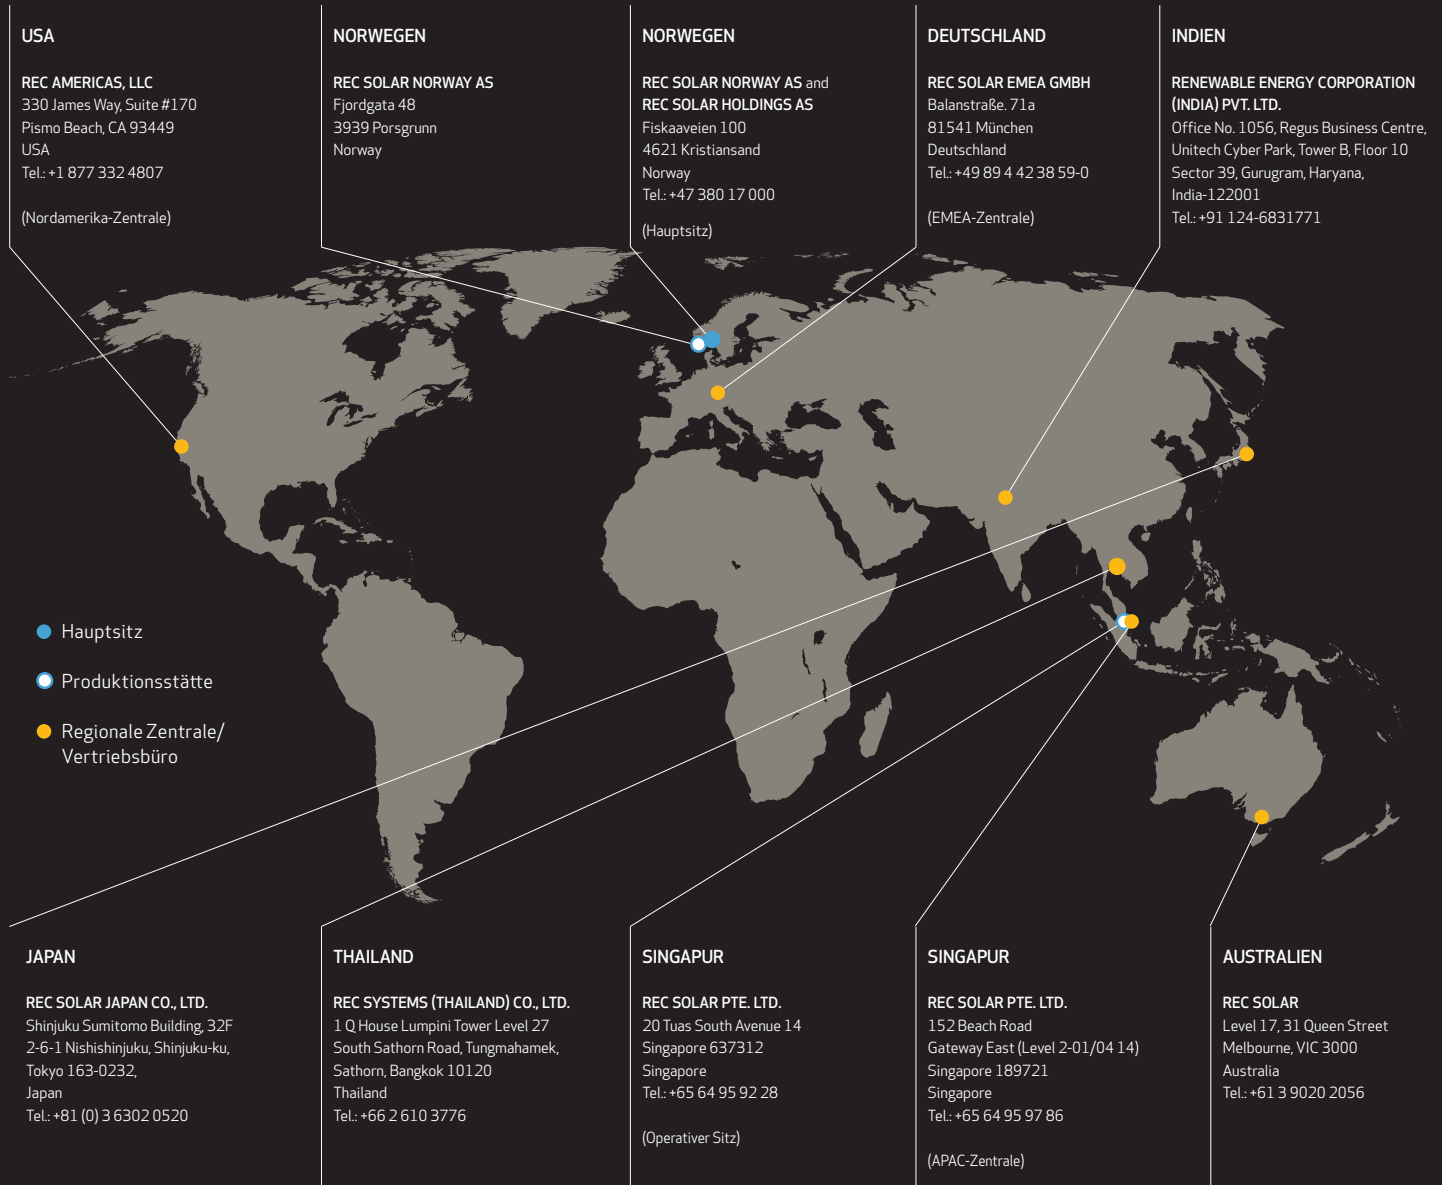 USA
REC AMERICAS, LLC
330 James Way, Suite #170
Pismo Beach, CA 93449
USA
Tel.: +1 877 332 4807
(Nordamerika-Zentrale)
NORWEGEN
REC SOLAR NORWAY AS
Fjordgata 48
3939 Porsgrunn
Norway
NORWEGEN
REC SOLAR NORWAY AS and
REC SOLAR HOLDINGS AS
Fiskaaveien 100
4621 Kristiansand
Norway
Tel.: +47 380 17 000
(Hauptsitz)
DEUTSCHLAND
REC SOLAR EMEA GMBH
Balanstraße. 71a
81541 München
Deutschland
Tel.: +49 89 4 42 38 59-0
(EMEA-Zentrale)
INDIEN
RENEWABLE ENERGY CORPORATION
(INDIA) PVT. LTD.
Office No. 1056, Regus Business Centre,
Unitech Cyber Park, Tower B, Floor 10
Sector 39, Gurugram, Haryana,
India-122001
Tel.: +91 124-6831771
Hauptsitz
Produktionsstätte
Regionale Zentrale/
Vertriebsbüro
JAPAN
REC SOLAR JAPAN CO., LTD.
Shinjuku Sumitomo Building, 32F
2-6-1 Nishishinjuku, Shinjuku-ku,
Tokyo 163-0232,
Japan
Tel.: +81 (0) 3 6302 0520
THAILAND
REC SYSTEMS (THAILAND) CO., LTD.
1 Q House Lumpini Tower Level 27
South Sathorn Road, Tungmahamek,
Sathorn, Bangkok 10120
Thailand
Tel.: +66 2 610 3776
SINGAPUR
REC SOLAR PTE. LTD.
20 Tuas South Avenue 14
Singapore 637312
Singapore
Tel.: +65 64 95 92 28
(Operativer Sitz)
SINGAPUR
REC SOLAR PTE. LTD.
152 Beach Road
Gateway East (Level 2-01/04 14)
Singapore 189721
Singapore
Tel.: +65 64 95 97 86
(APAC-Zentrale)
AUSTRALIEN
REC SOLAR
Level 17, 31 Queen Street
Melbourne, VIC 3000
Australia
Tel.: +61 3 9020 2056